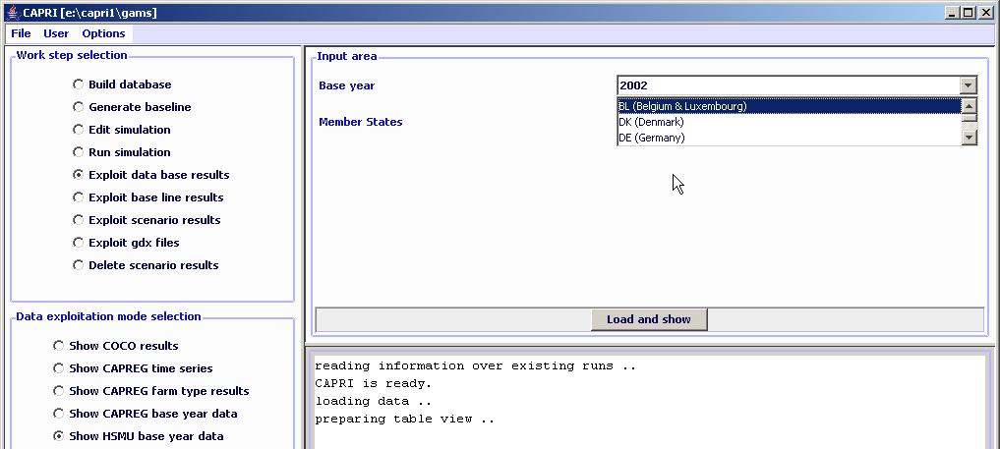 CAPRI [e:\capri1\gams]
File User Options
Work step selection
Build database
Generate baseline
Edit simulation
Run simulation
Exploit data base results
Exploit base line results
Exploit scenario results
Exploit gdx files
Delete scenario results
Data exploitation mode selection
Show COCO results
Show CAPREG time series
Show CAPREG farm type results
Show CAPREG base year data
Show HSMU base year data
Input area
Base year 2002
Member States
BL (Belgium & Luxembourg)
DK (Denmark)
DE (Germany)
Load and show
reading information over existing runs ..
CAPRI is ready.
loading data ..
preparing table view ..